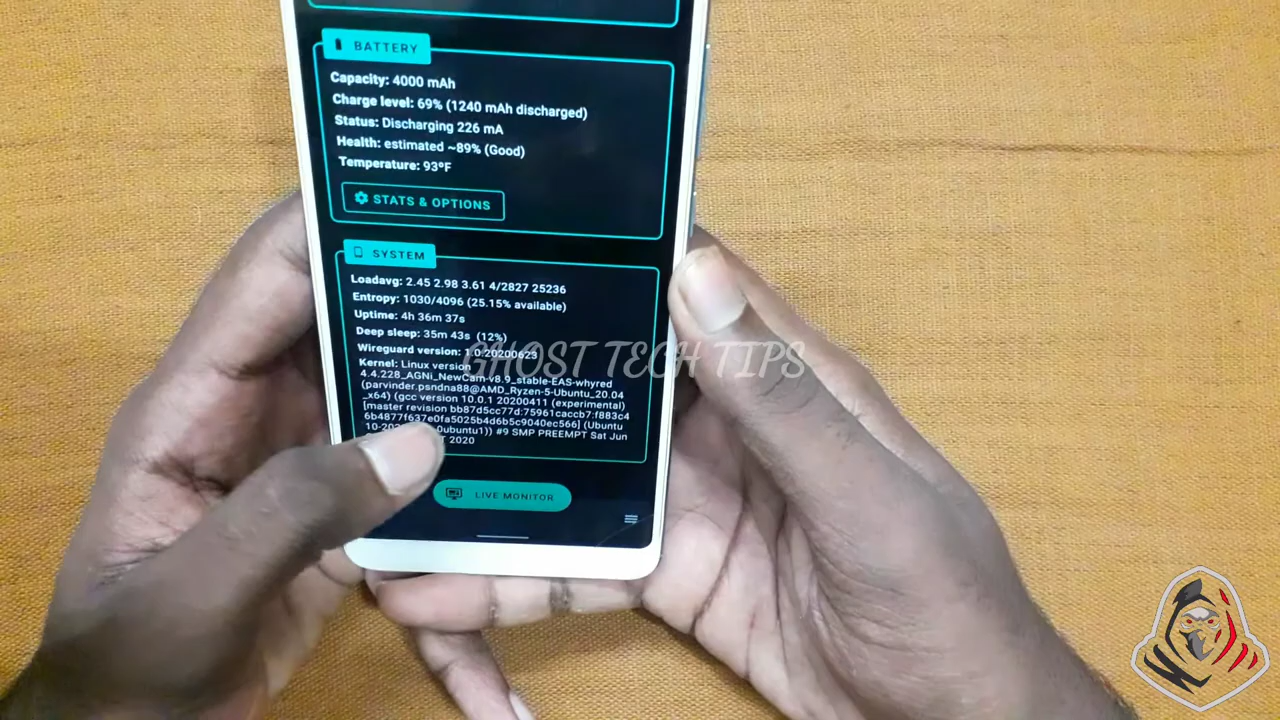 BATTERY
Capacity: 4000 mAh
Charge level: 69% (1240 mAh discharged)
Status: Discharging 226 mA
Health: estimated ~89% (Good)
Temperature: 93°F
STATS & OPTIONS
SYSTEM
Loadavg: 2.45 2.98 3.61 4/2827 25236
Entropy: 1030/4096 (25.15% available)
Uptime: 4h 36m 37s
Deep sleep: 35m 43s (12%)
Wireguard version: 1.0.20200623
GHOST TECH TIPS
Kernel: Linux version
4.4.228_AGNi_NewCam-v8.9_stable-EAS-whyred
(parvinder.psndna88@AMD_Ryzen-5-Ubuntu_20.04
_x64) (gcc version 10.0.1 20200411 (experimental)
[master revision bb87d5cc77d:75961caccb7:f883c4
6b4877f637e0fa5025b4d6b5c9040ec566] (Ubuntu
0ubuntu1)) #9 SMP PREEMPT Sat Jun
2020
LIVE MONITOR